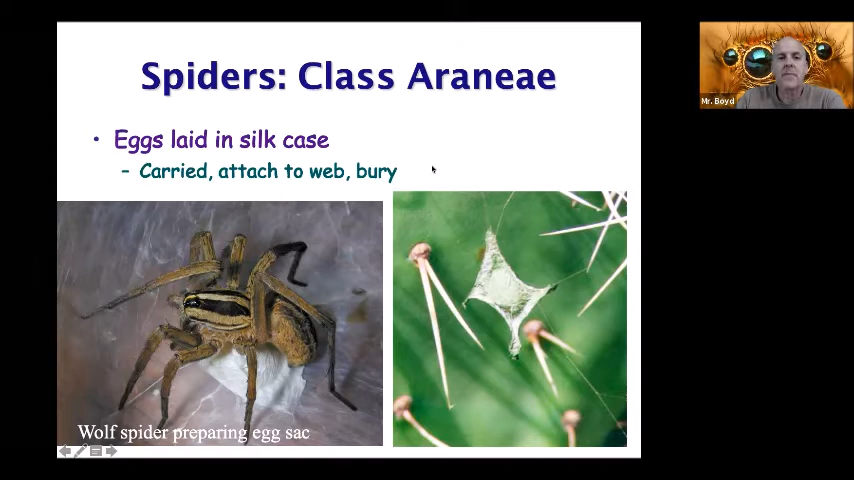 Spiders: Class Araneae
• Eggs laid in silk case
– Carried, attach to web, bury
Wolf spider preparing egg sac
Mr. Boyd